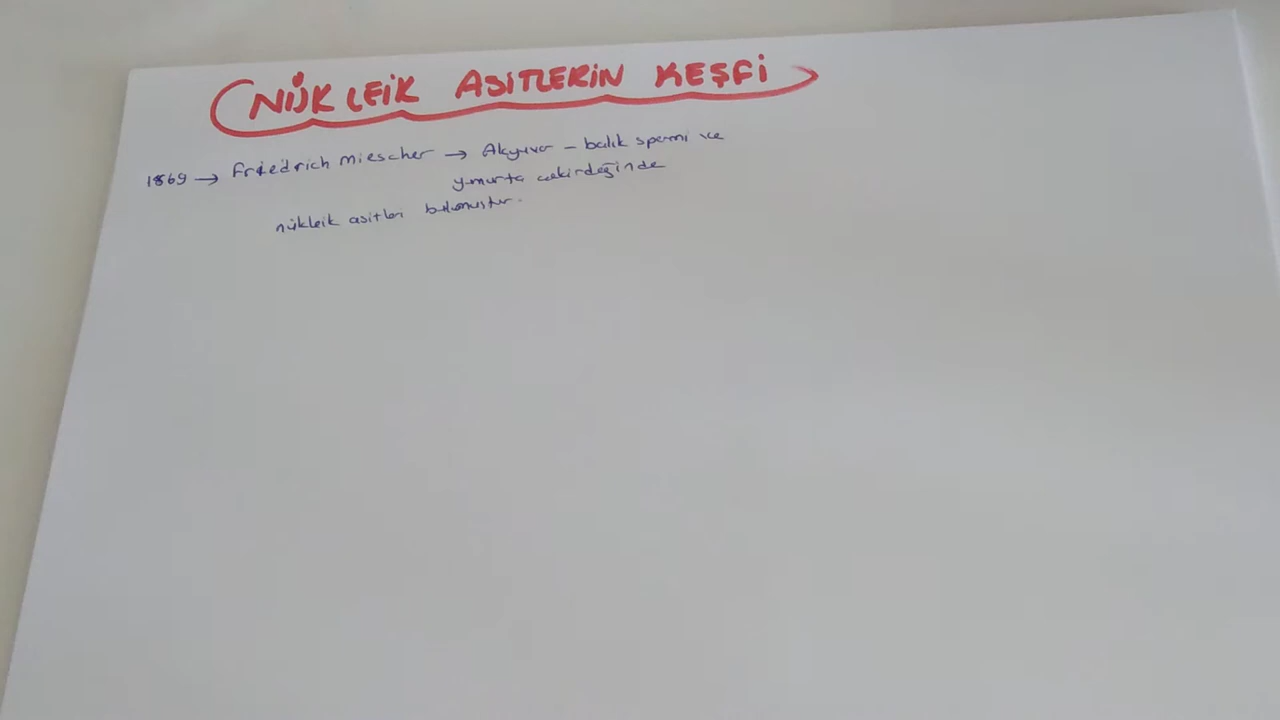 NÜKLEİK ASİTLERİN KEŞFİ
1869 → Friedrich Miescher → Akyuvar – balık spermi ve
yumurta çekirdeğinde
nükleik asitleri bulmuştur.